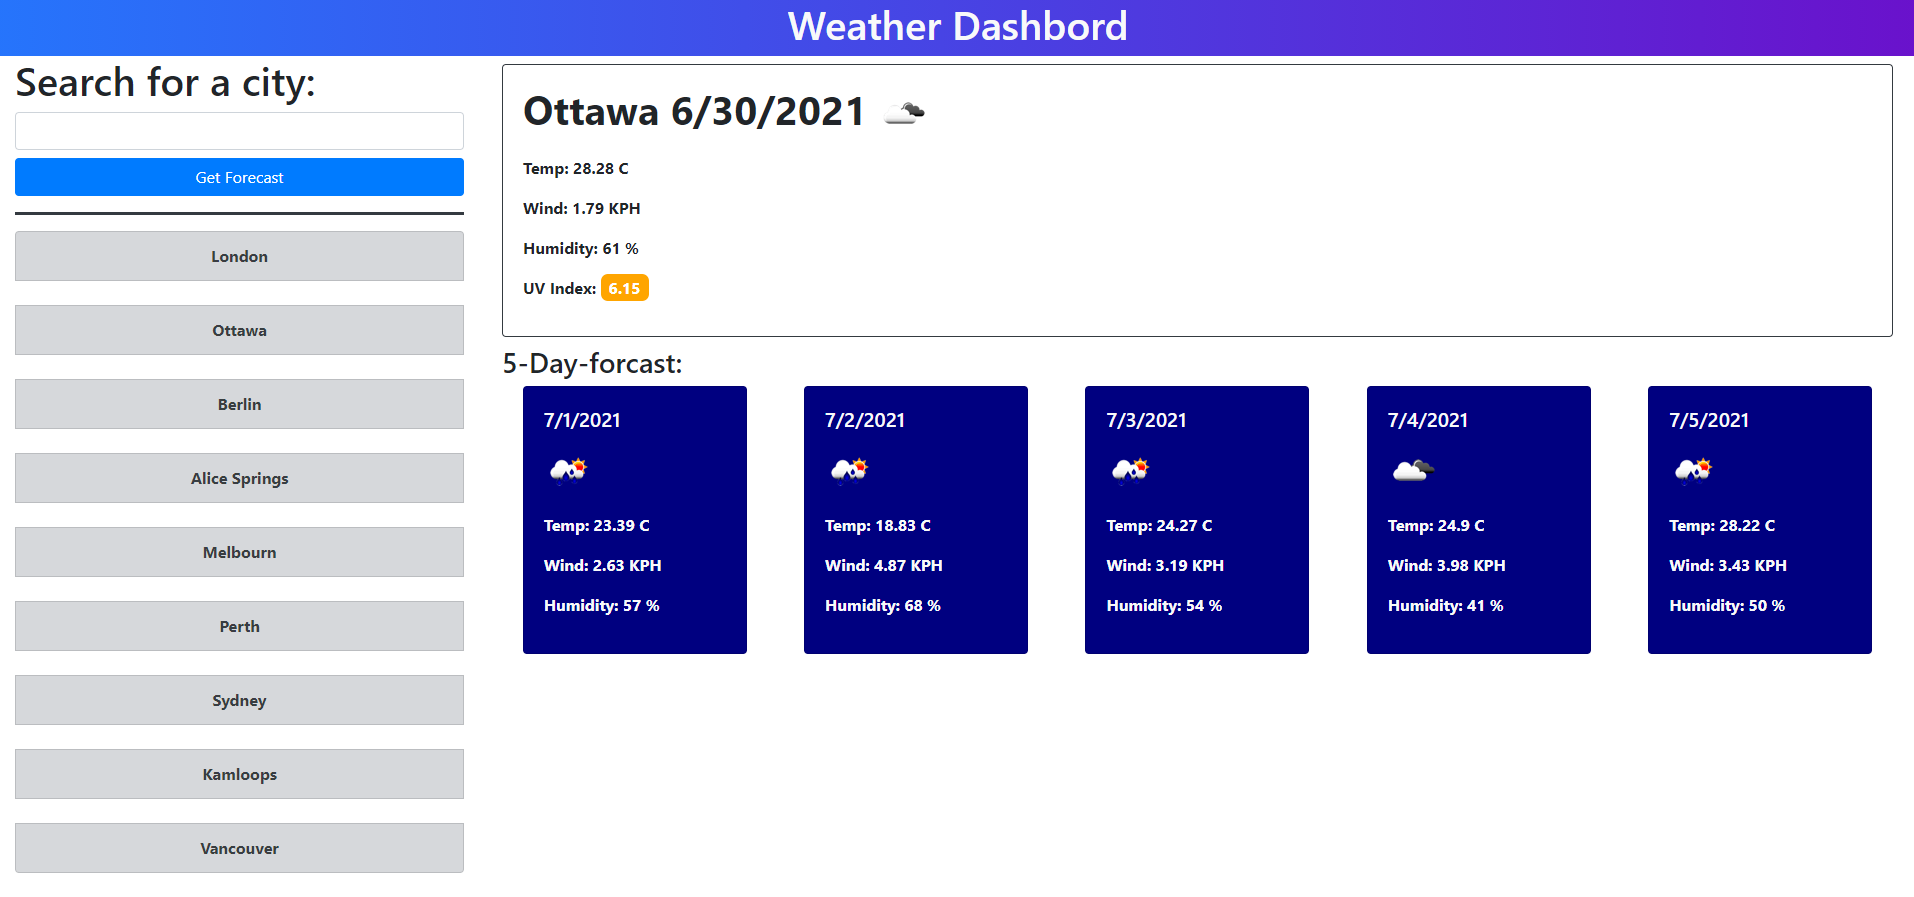 Weather Dashbord
Search for a city:
Get Forecast
London
Ottawa
Berlin
Alice Springs
Melbourn
Perth
Sydney
Kamloops
Vancouver
Ottawa 6/30/2021
Temp: 28.28 C
Wind: 1.79 KPH
Humidity: 61 %
UV Index: 6.15
5-Day-forcast:
7/1/2021
Temp: 23.39 C
Wind: 2.63 KPH
Humidity: 57 %
7/2/2021
Temp: 18.83 C
Wind: 4.87 KPH
Humidity: 68 %
7/3/2021
Temp: 24.27 C
Wind: 3.19 KPH
Humidity: 54 %
7/4/2021
Temp: 24.9 C
Wind: 3.98 KPH
Humidity: 41 %
7/5/2021
Temp: 28.22 C
Wind: 3.43 KPH
Humidity: 50 %